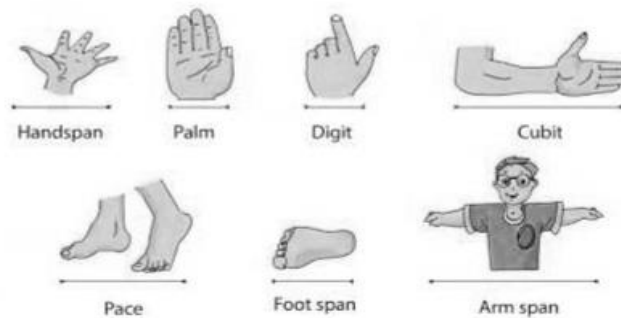 Handspan
Palm
Digit
Cubit
Pace
Foot span
Arm span